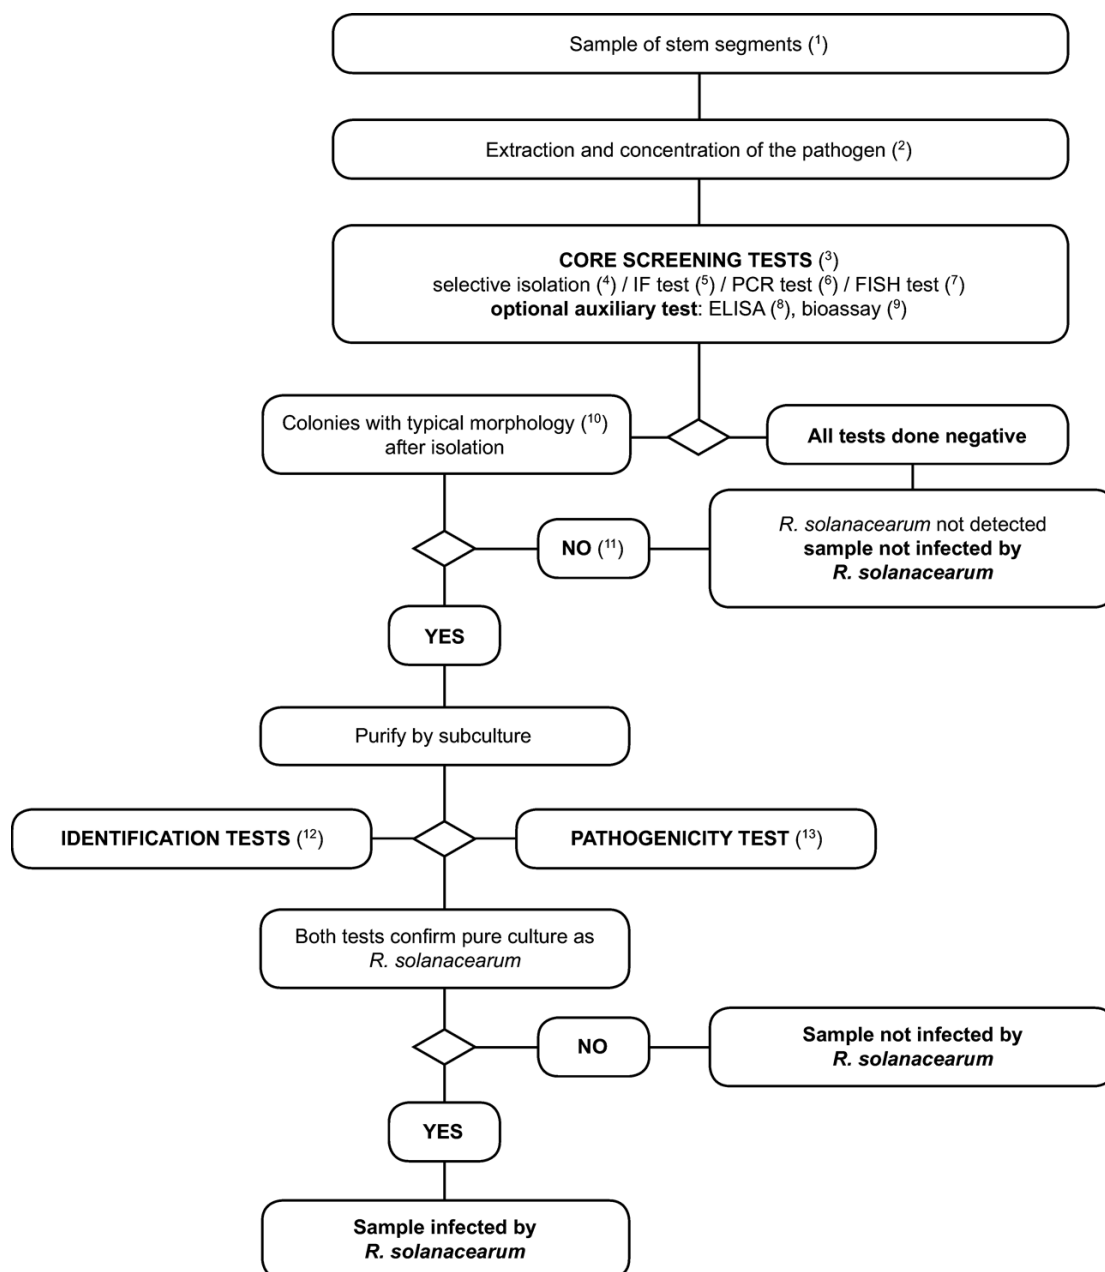 Sample of stem segments (¹)
Extraction and concentration of the pathogen (²)
CORE SCREENING TESTS (³)
selective isolation (⁴) / IF test (⁵) / PCR test (⁶) / FISH test (⁷)
optional auxiliary test: ELISA (⁸), bioassay (⁹)
Colonies with typical morphology (¹⁰)
after isolation
All tests done negative
NO (¹¹)
R. solanacearum not detected
sample not infected by
R. solanacearum
YES
Purify by subculture
IDENTIFICATION TESTS (¹²)
PATHOGENICITY TEST (¹³)
Both tests confirm pure culture as
R. solanacearum
NO
Sample not infected by
R. solanacearum
YES
Sample infected by
R. solanacearum